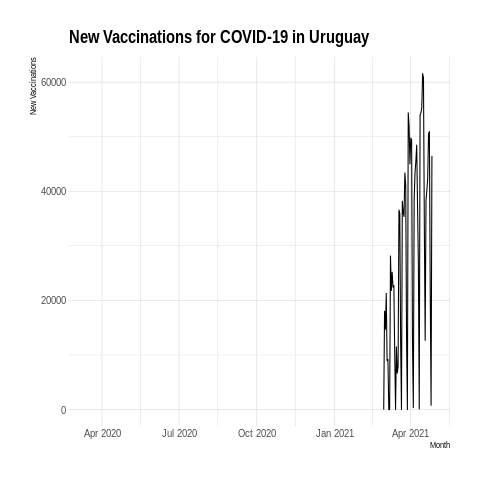 New Vaccinations for COVID-19 in Uruguay
New Vaccinations
60000
40000
20000
0
Apr 2020 Jul 2020 Oct 2020 Jan 2021 Apr 2021
Month